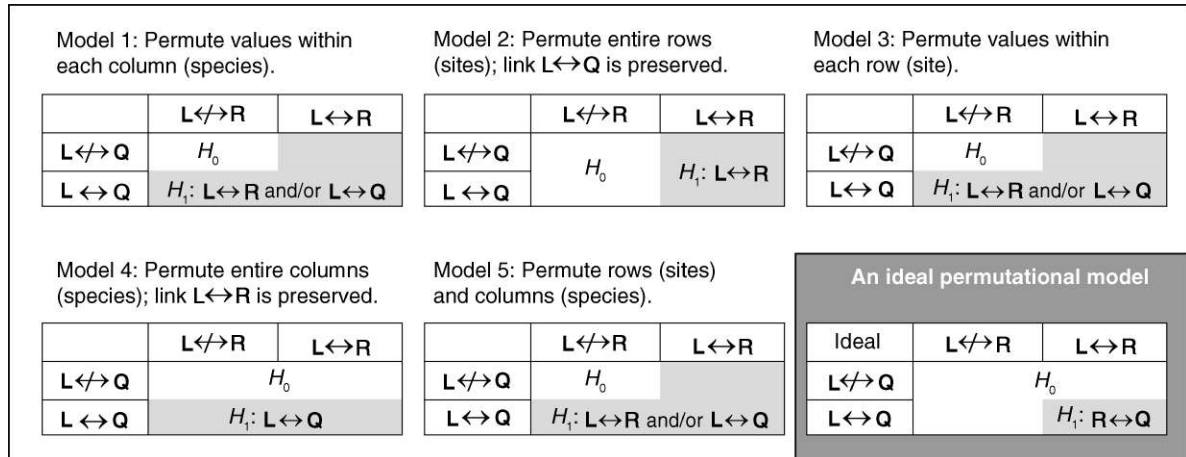 Model 1: Permute values within
each column (species).
L↮R L↔R
L↮Q H₀
L↔Q H₁: L↔R and/or L↔Q
Model 2: Permute entire rows
(sites); link L↔Q is preserved.
L↮R L↔R
L↮Q
H₀ H₁: L↔R
L↔Q
Model 3: Permute values within
each row (site).
L↮R L↔R
L↮Q H₀
L↔Q H₁: L↔R and/or L↔Q
Model 4: Permute entire columns
(species); link L↔R is preserved.
L↮R L↔R
L↮Q H₀
L↔Q H₁: L↔Q
Model 5: Permute rows (sites)
and columns (species).
L↮R L↔R
L↮Q H₀
L↔Q H₁: L↔R and/or L↔Q
An ideal permutational model
Ideal L↮R L↔R
L↮Q H₀
L↔Q H₁: R↔Q